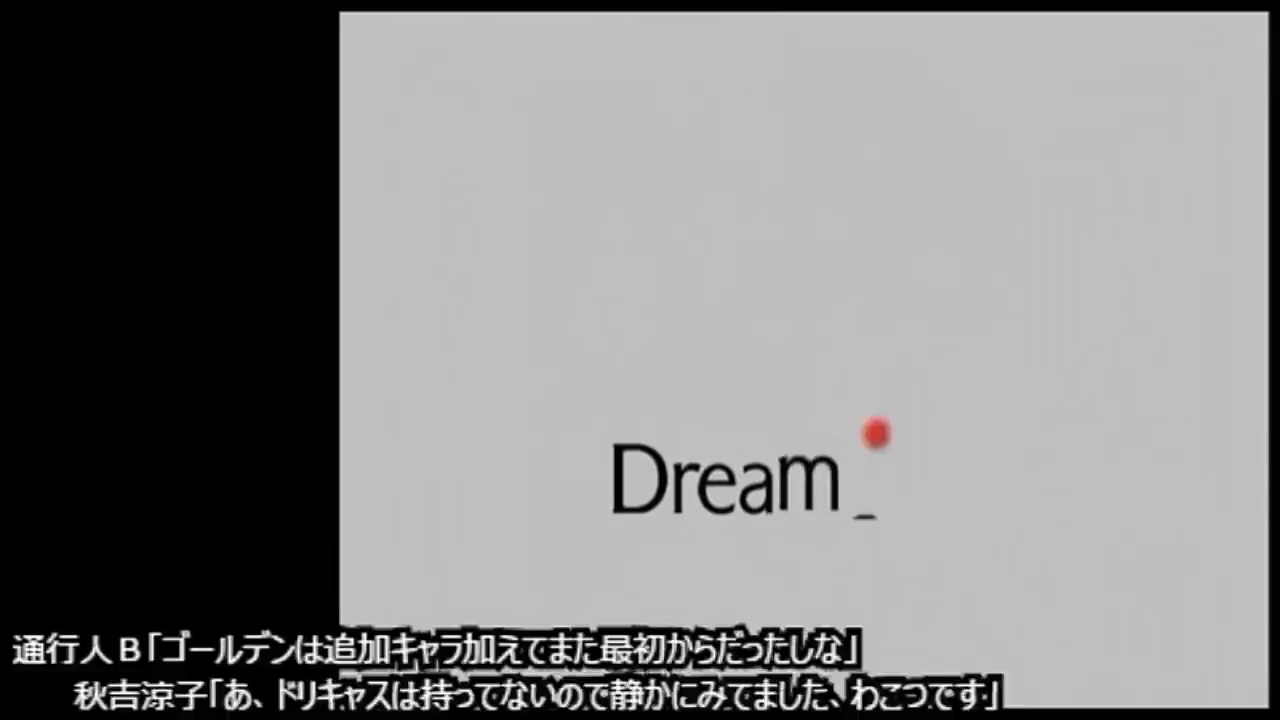 Dream
通行人B「ゴールデンは追加キャラ加えてまた最初からだったしな」
秋吉涼子「あ、ドリキャスは持ってないので静かにみてました、わこつです」